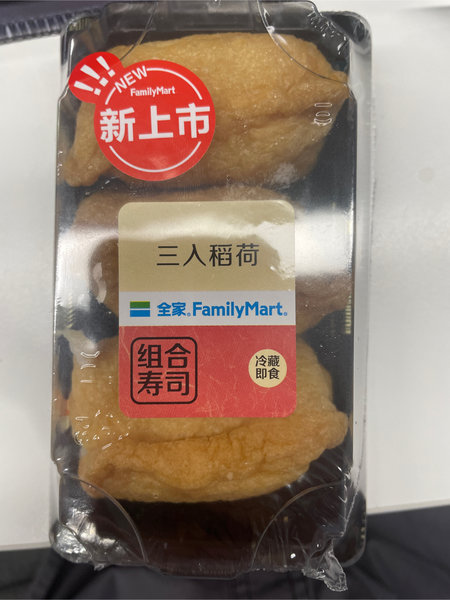 !!!
NEW
FamilyMart
新上市
三入稻荷
全家®FamilyMart®
组合
寿司
冷藏
即食